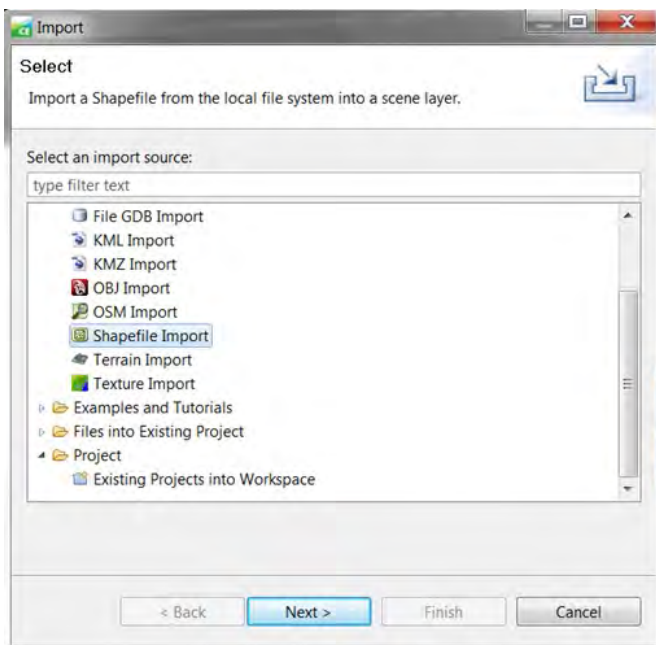 Import
Select
Import a Shapefile from the local file system into a scene layer.
Select an import source:
type filter text
File GDB Import
KML Import
KMZ Import
OBJ Import
OSM Import
Shapefile Import
Terrain Import
Texture Import
Examples and Tutorials
Files into Existing Project
Project
Existing Projects into Workspace
< Back Next > Finish Cancel